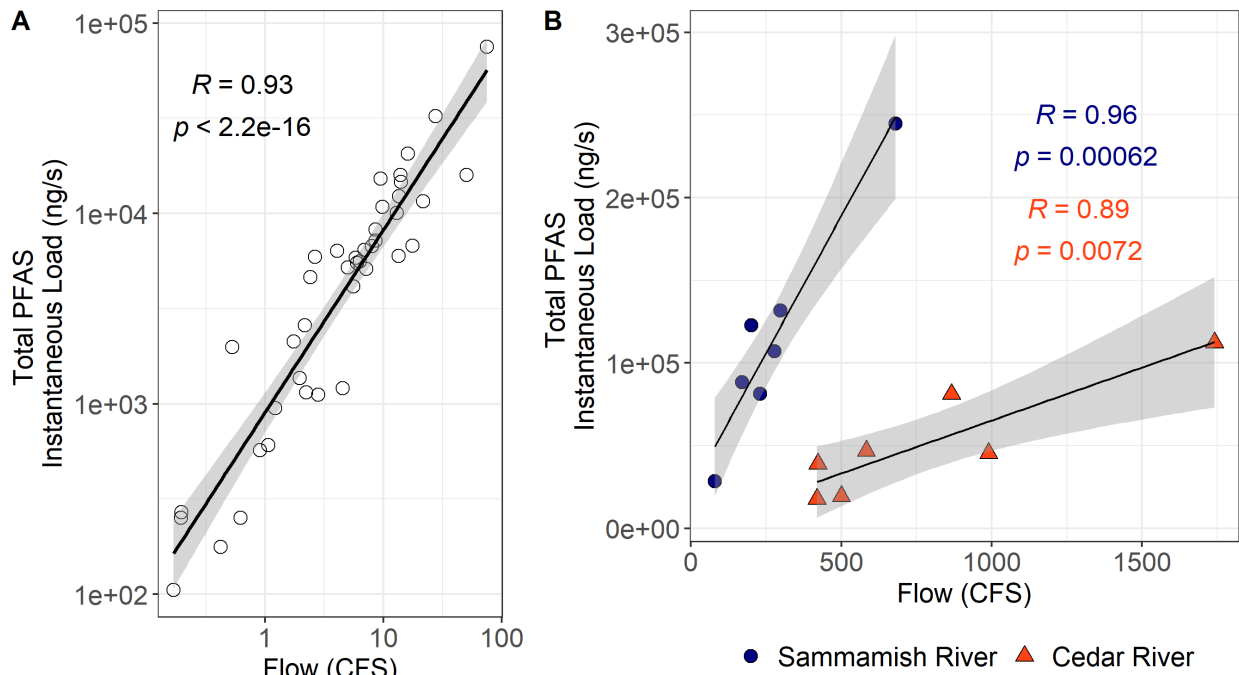 A
Total PFAS
Instantaneous Load (ng/s)
1e+05
1e+04
1e+03
1e+02
R = 0.93
p < 2.2e-16
1
10
100
Flow (CFS)
B
Total PFAS
Instantaneous Load (ng/s)
3e+05
2e+05
1e+05
0e+00
R = 0.96
p = 0.00062
R = 0.89
p = 0.0072
0
500
1000
1500
Flow (CFS)
Sammamish River
Cedar River